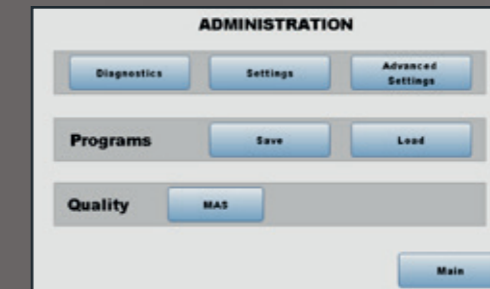 ADMINISTRATION
Diagnostics Settings Advanced
Settings
Programs Save Load
Quality MAS
Main